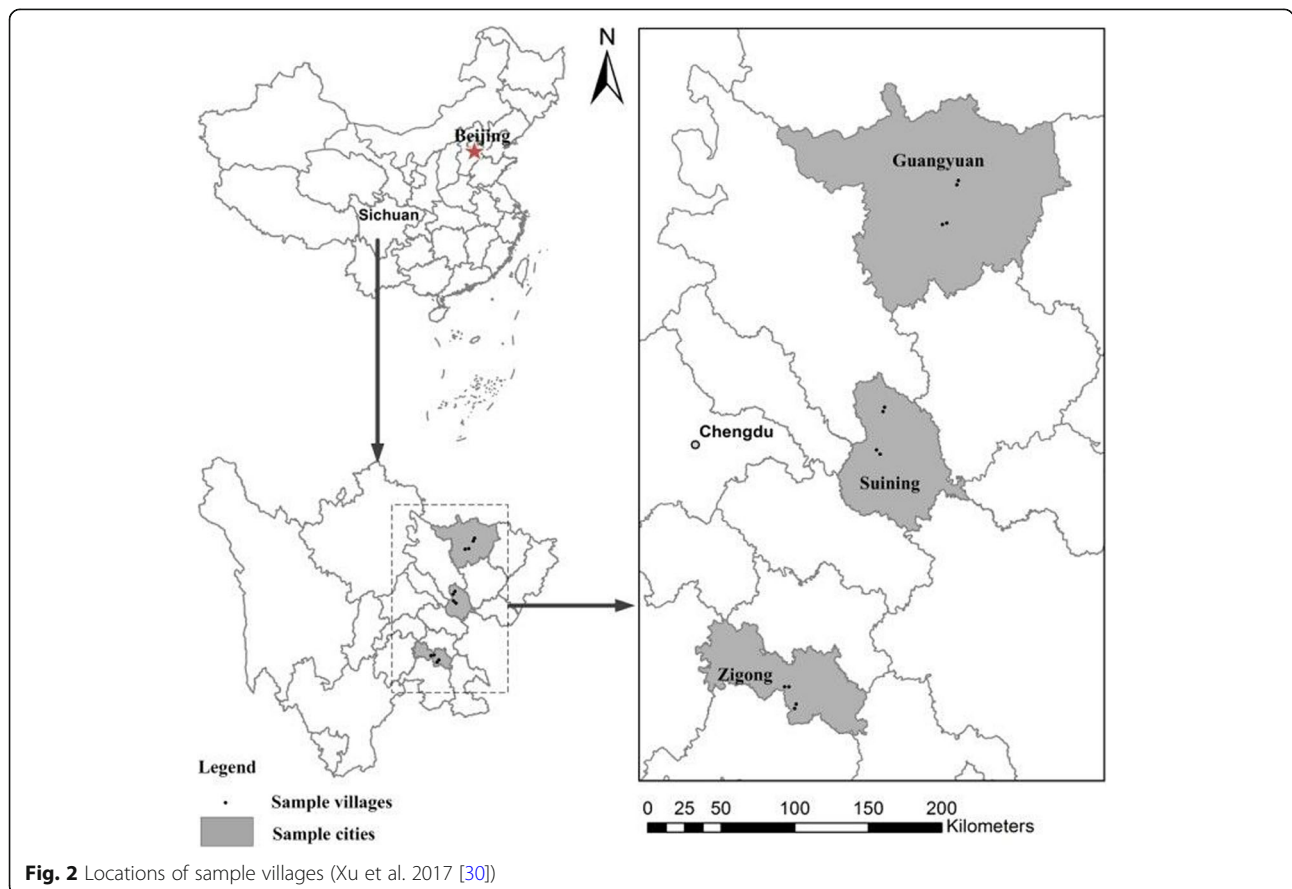 N
Beijing
Sichuan
Guangyuan
Chengdu
Suining
Zigong
Legend
Sample villages
Sample cities
0 25 50 100 150 200
Kilometers
Fig. 2 Locations of sample villages (Xu et al. 2017 [30])